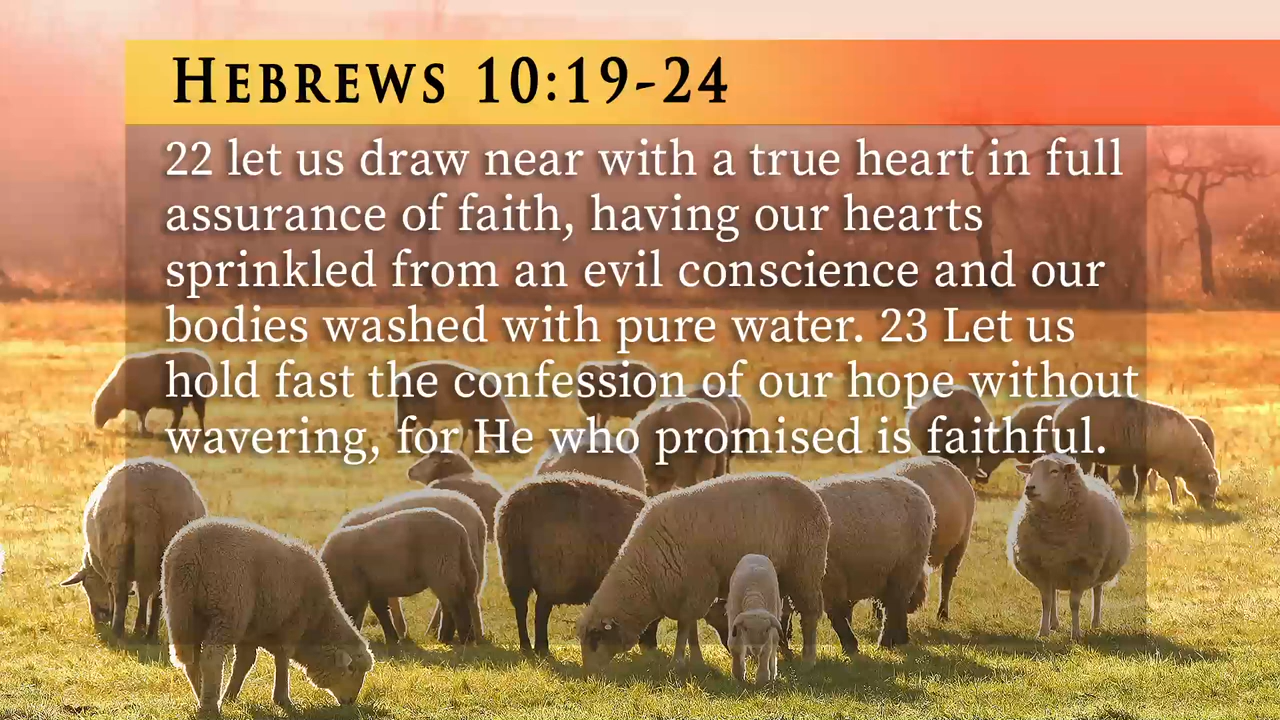 HEBREWS 10:19-24
22 let us draw near with a true heart in full
assurance of faith, having our hearts
sprinkled from an evil conscience and our
bodies washed with pure water. 23 Let us
hold fast the confession of our hope without
wavering, for He who promised is faithful.